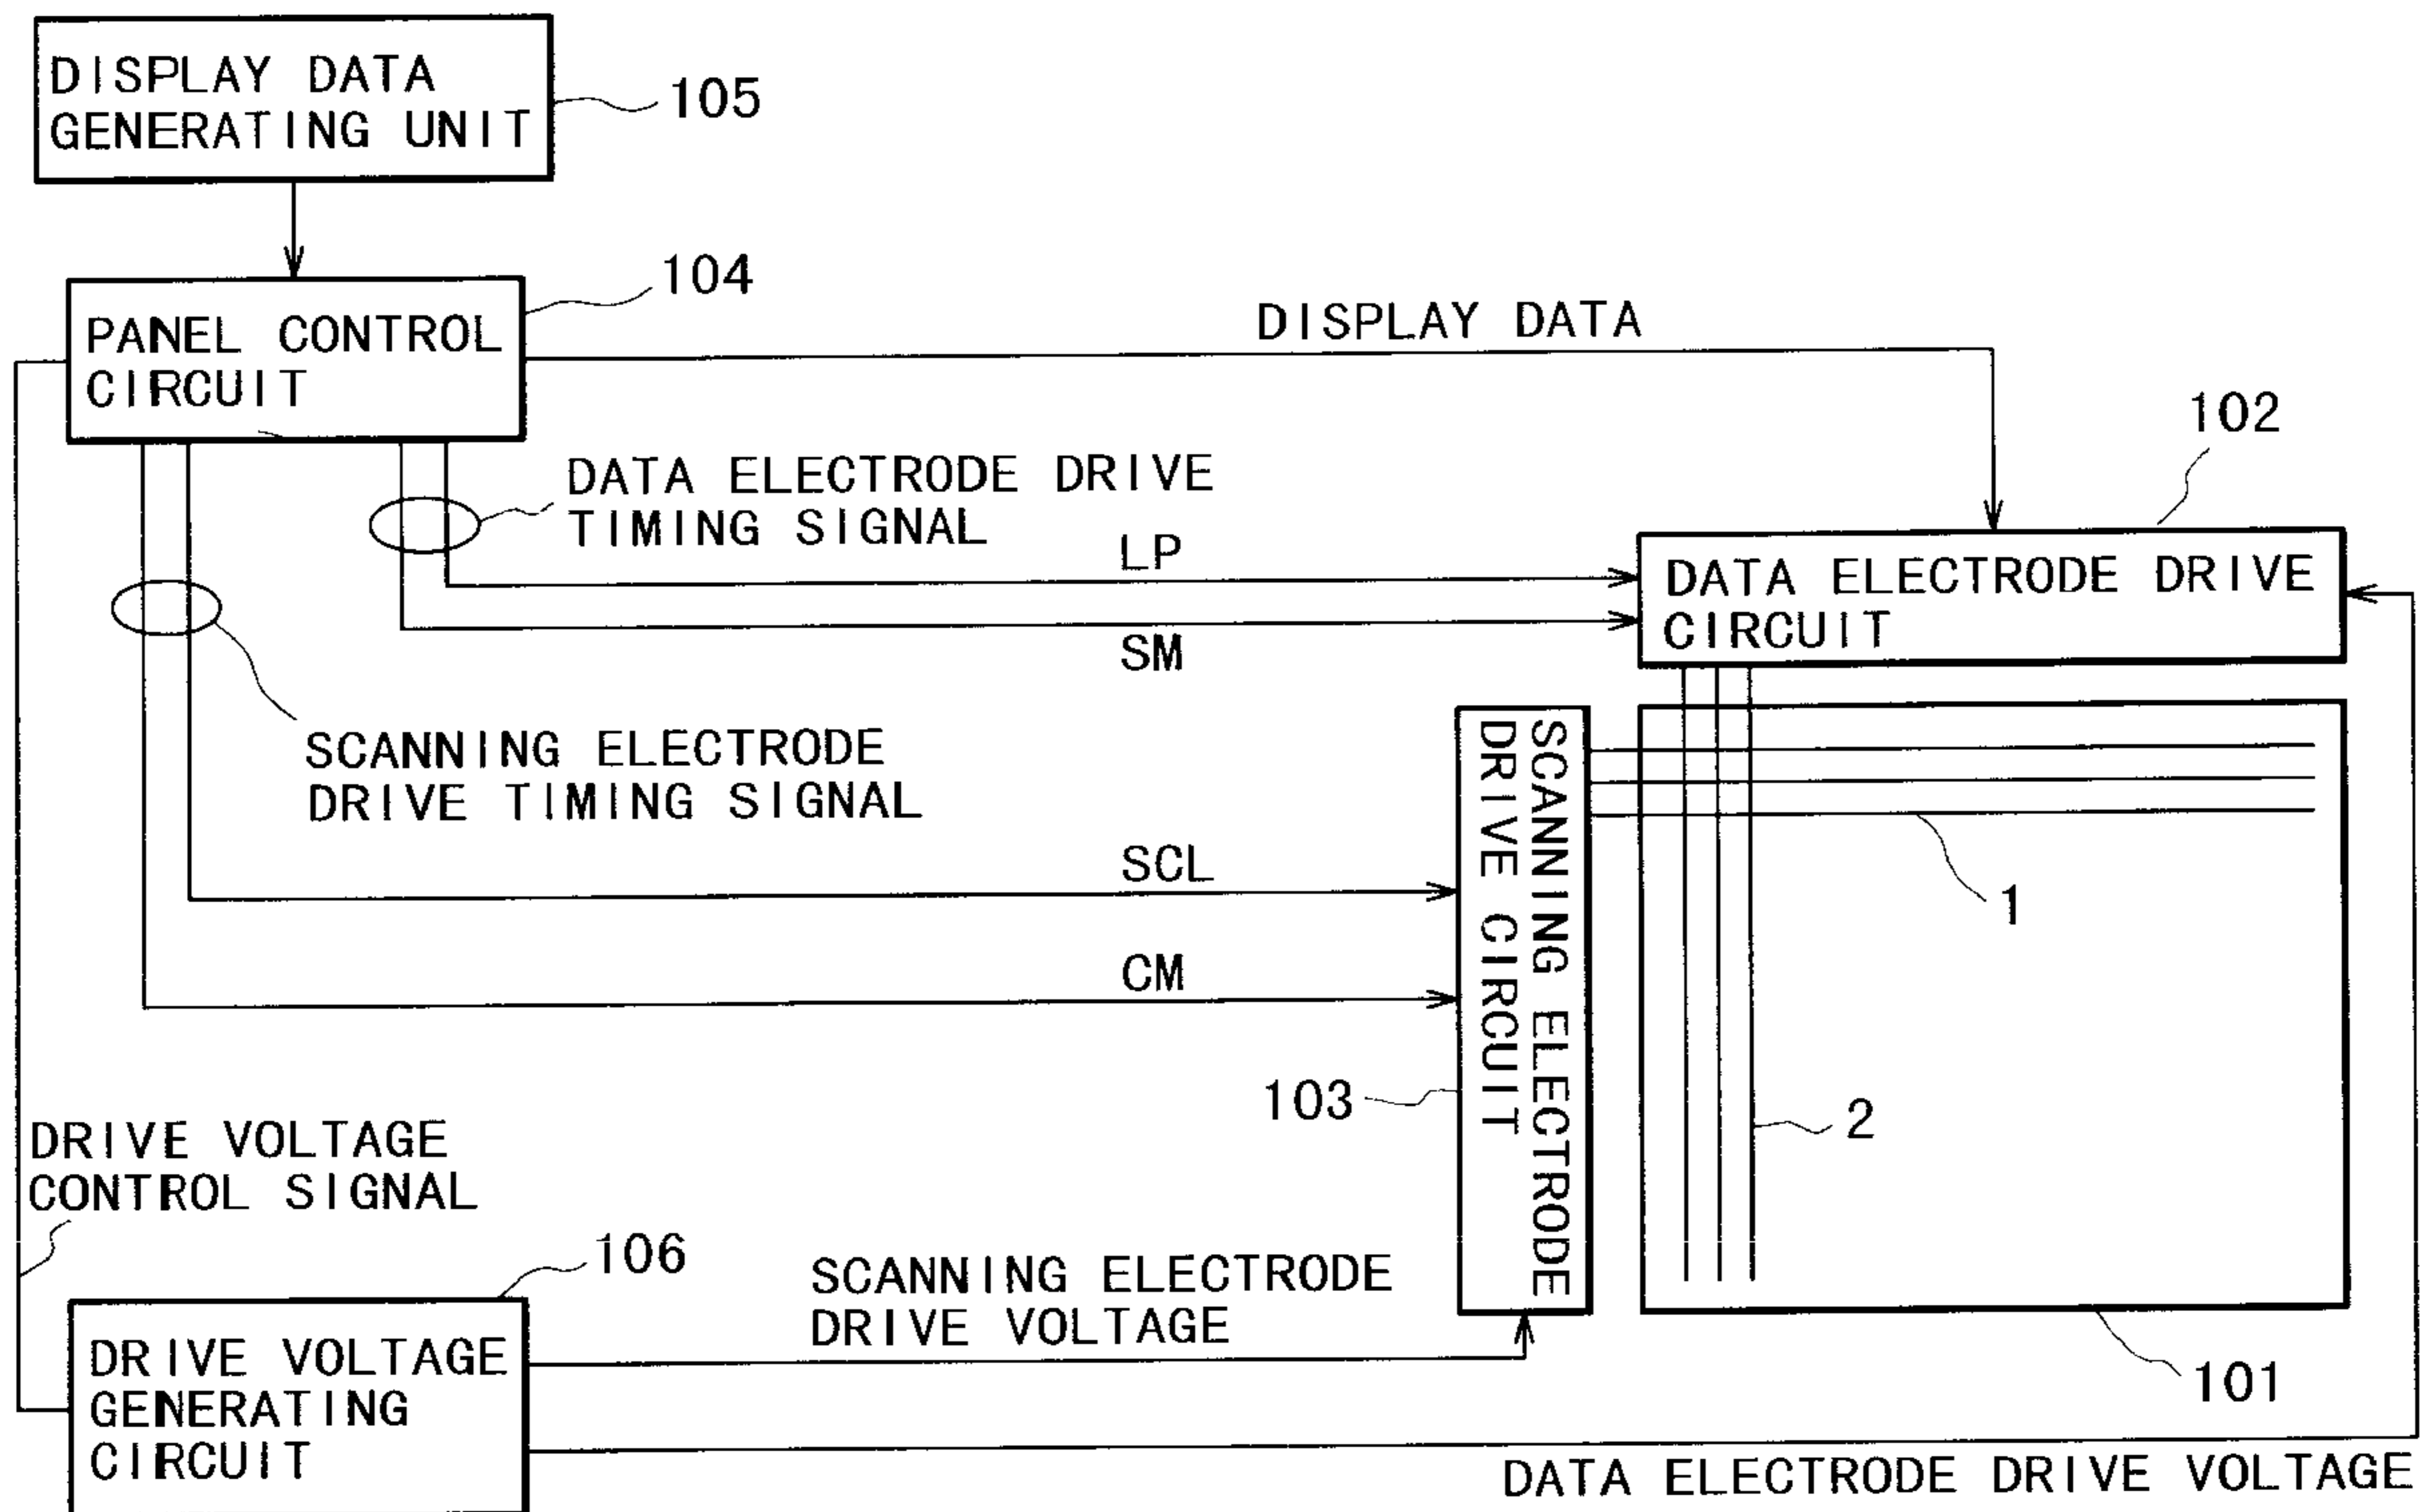 DISPLAY DATA
GENERATING UNIT
105
PANEL CONTROL
CIRCUIT
104
DISPLAY DATA
102
DATA ELECTRODE DRIVE
TIMING SIGNAL
LP
SM
DATA ELECTRODE DRIVE
CIRCUIT
SCANNING ELECTRODE
DRIVE TIMING SIGNAL
SCL
CM
SCANNING ELECTRODE
DRIVE CIRCUIT
103
1
2
DRIVE VOLTAGE
CONTROL SIGNAL
106
SCANNING ELECTRODE
DRIVE VOLTAGE
DRIVE VOLTAGE
GENERATING
CIRCUIT
101
DATA ELECTRODE DRIVE VOLTAGE